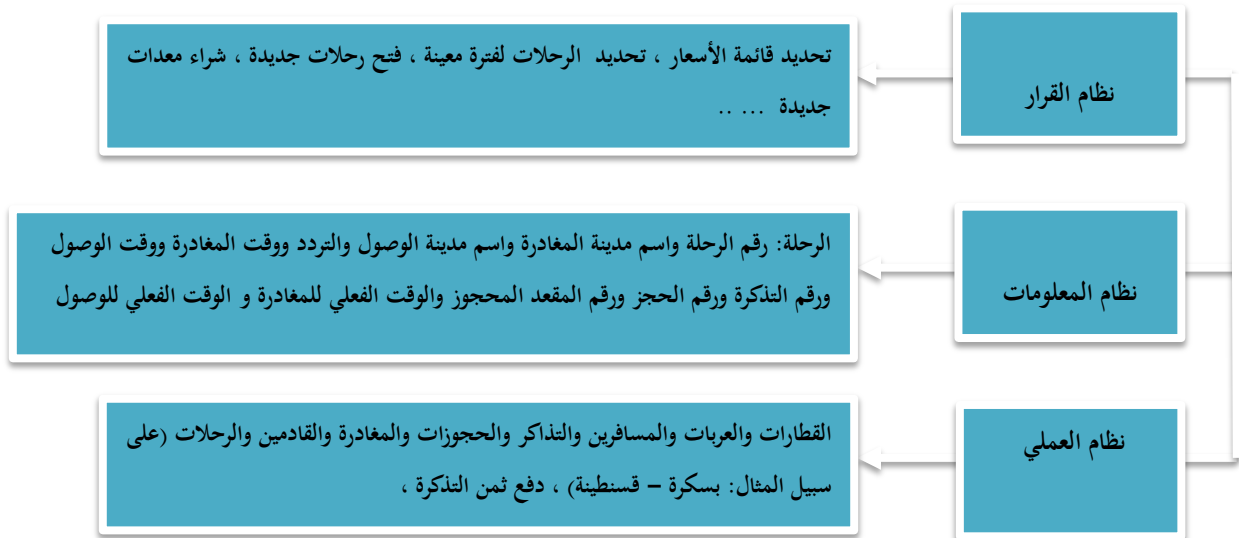 نظام القرار
تحديد قائمة الأسعار ، تحديد الرحلات لفترة معينة ، فتح رحلات جديدة ، شراء معدات
جديدة ... ..
نظام المعلومات
الرحلة: رقم الرحلة واسم مدينة المغادرة واسم مدينة الوصول والتردد ووقت المغادرة ووقت الوصول
ورقم التذكرة ورقم الحجز ورقم المقعد المحجوز والوقت الفعلي للمغادرة و الوقت الفعلي للوصول
نظام العملي
القطارات والعربات والمسافرين والتذاكر والحجوزات والمغادرة والقادمين والرحلات (على
سبيل المثال: بسكرة – قسنطينة) ، دفع ثمن التذكرة ،